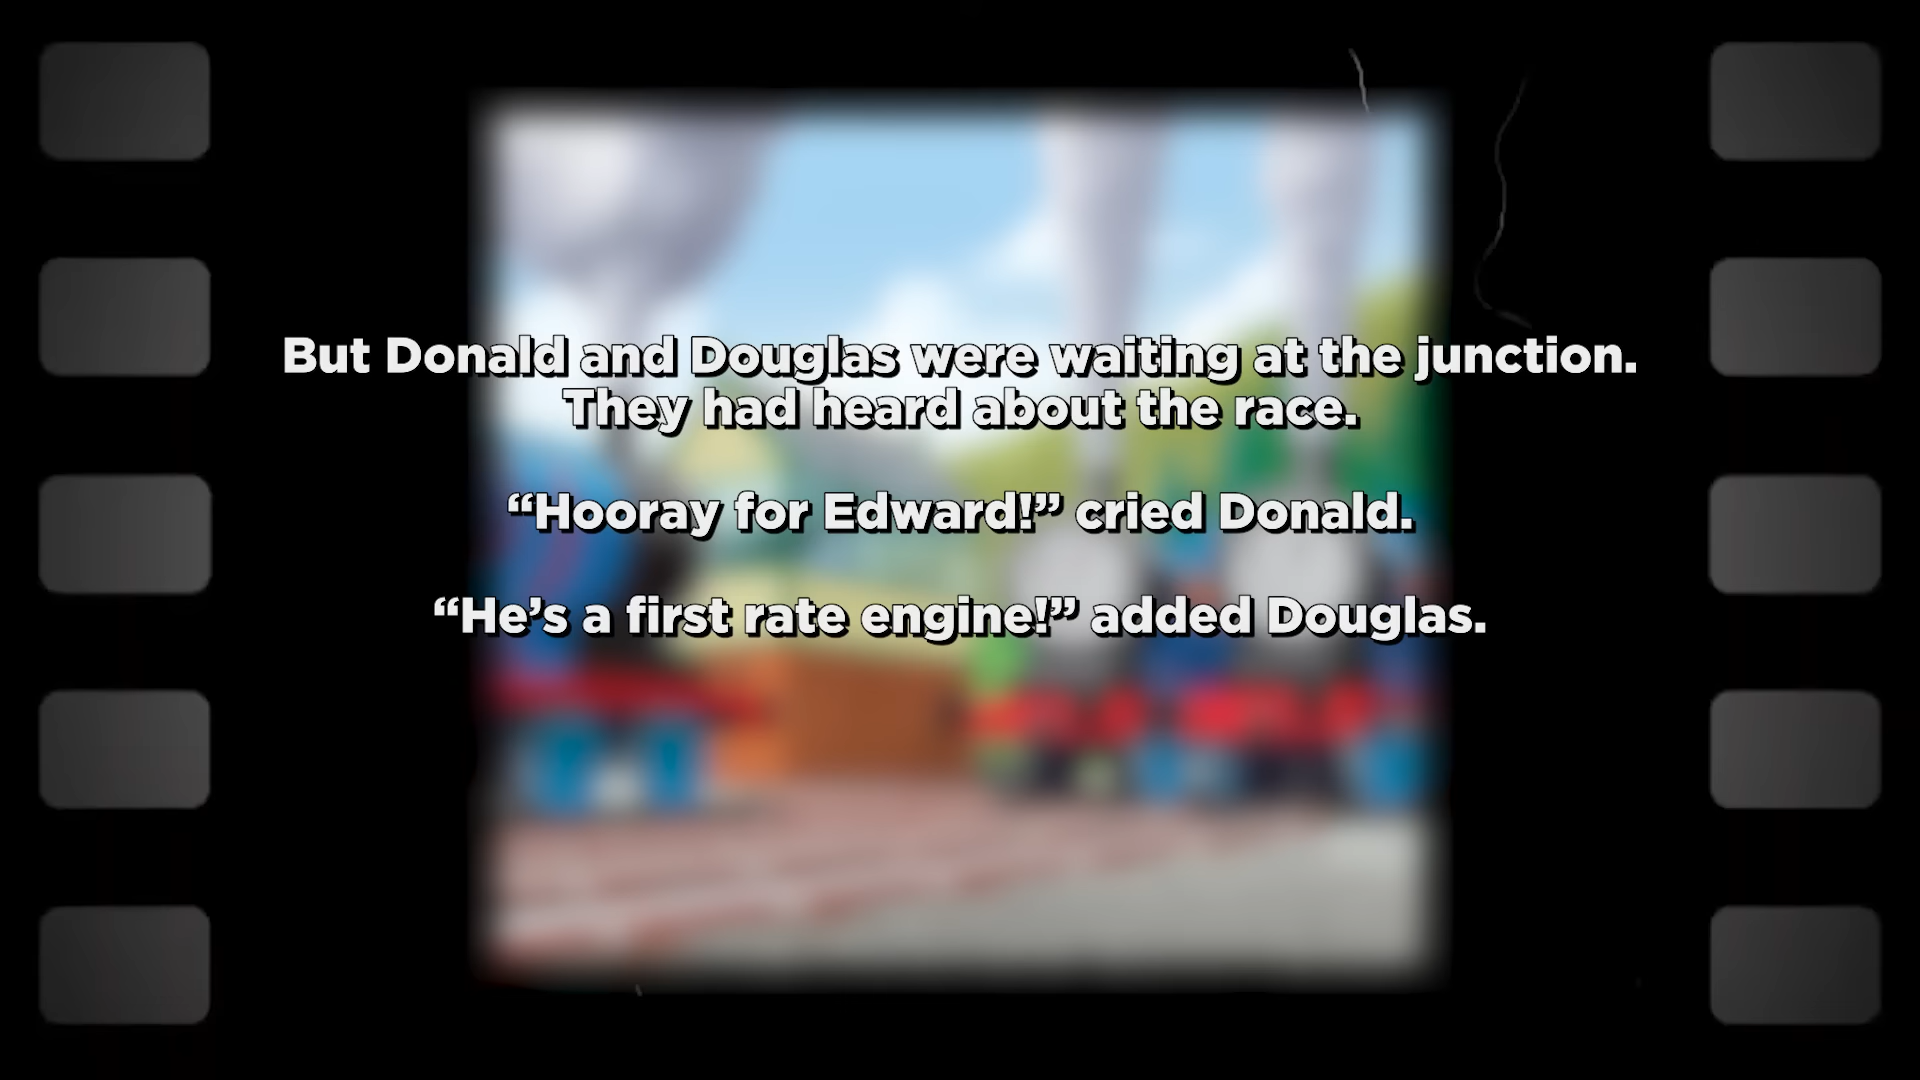 But Donald and Douglas were waiting at the junction.
They had heard about the race.
“Hooray for Edward!” cried Donald.
“He’s a first rate engine!” added Douglas.